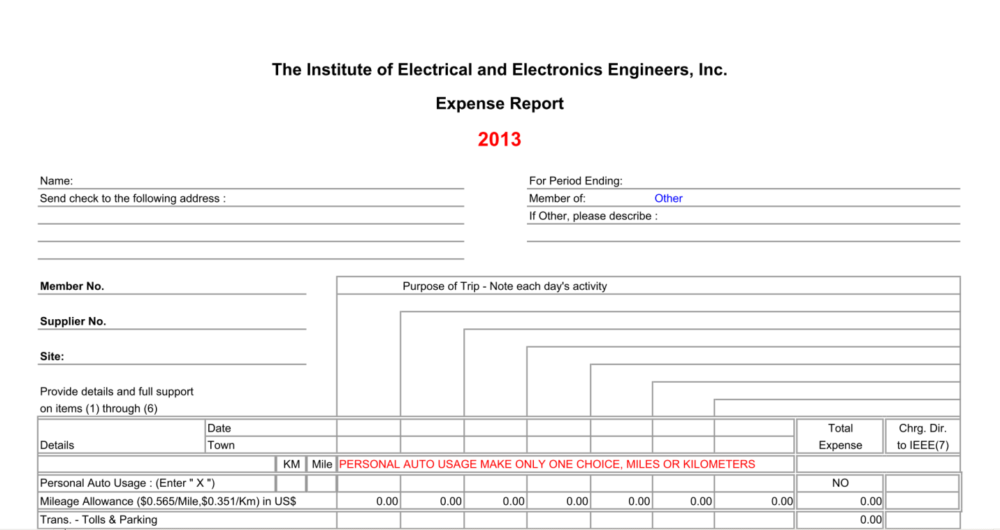 The Institute of Electrical and Electronics Engineers, Inc.
Expense Report
2013
Name:
For Period Ending:
Send check to the following address :
Member of: Other
If Other, please describe :
Member No.
Purpose of Trip - Note each day's activity
Supplier No.
Site:
Provide details and full support
on items (1) through (6)
Date Total Chrg. Dir.
Details Town Expense to IEEE(7)
KM Mile PERSONAL AUTO USAGE MAKE ONLY ONE CHOICE, MILES OR KILOMETERS
Personal Auto Usage : (Enter " X ") NO
Mileage Allowance ($0.565/Mile,$0.351/Km) in US$ 0.00 0.00 0.00 0.00 0.00 0.00 0.00 0.00
Trans. - Tolls & Parking 0.00